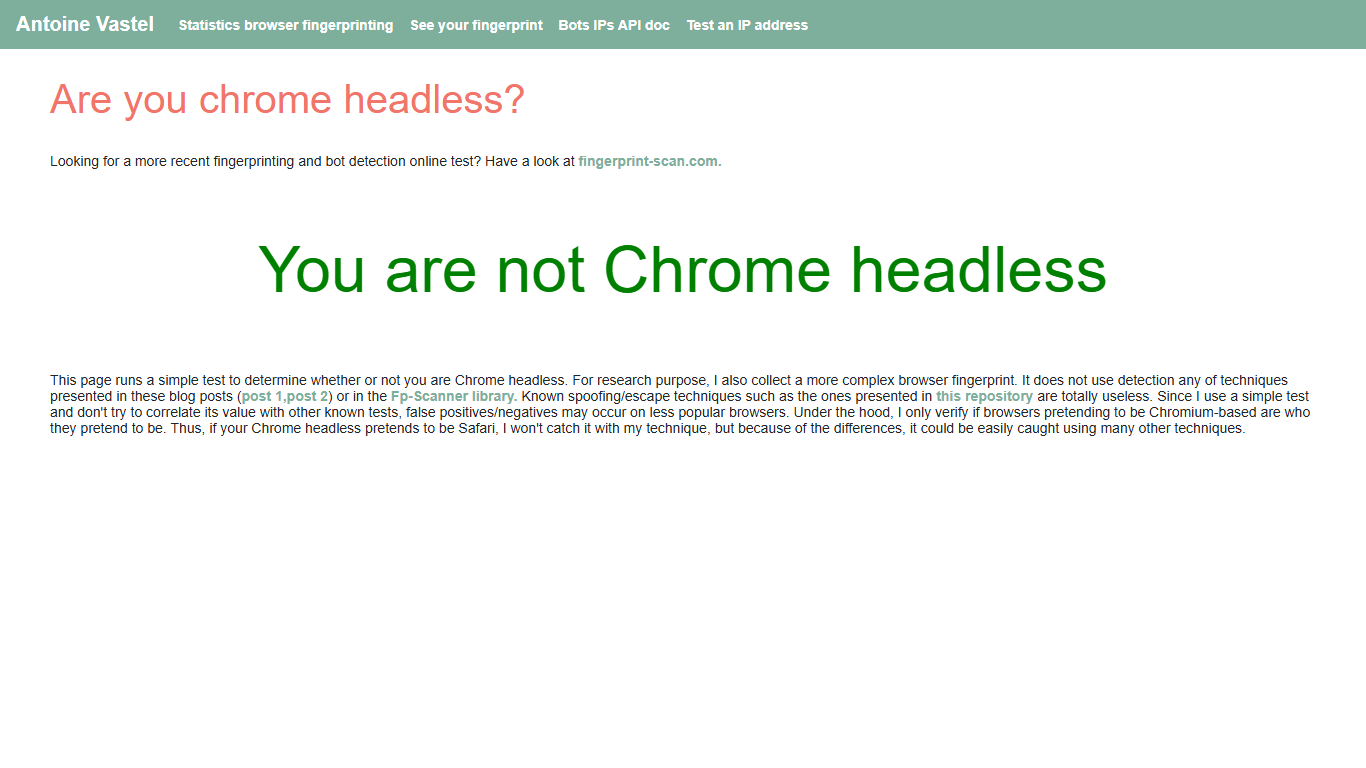 Antoine Vastel Statistics browser fingerprinting See your fingerprint Bots IPs API doc Test an IP address
Are you chrome headless?
Looking for a more recent fingerprinting and bot detection online test? Have a look at fingerprint-scan.com.
You are not Chrome headless
This page runs a simple test to determine whether or not you are Chrome headless. For research purpose, I also collect a more complex browser fingerprint. It does not use detection any of techniques
presented in these blog posts (post 1,post 2) or in the Fp-Scanner library. Known spoofing/escape techniques such as the ones presented in this repository are totally useless. Since I use a simple test
and don't try to correlate its value with other known tests, false positives/negatives may occur on less popular browsers. Under the hood, I only verify if browsers pretending to be Chromium-based are who
they pretend to be. Thus, if your Chrome headless pretends to be Safari, I won't catch it with my technique, but because of the differences, it could be easily caught using many other techniques.